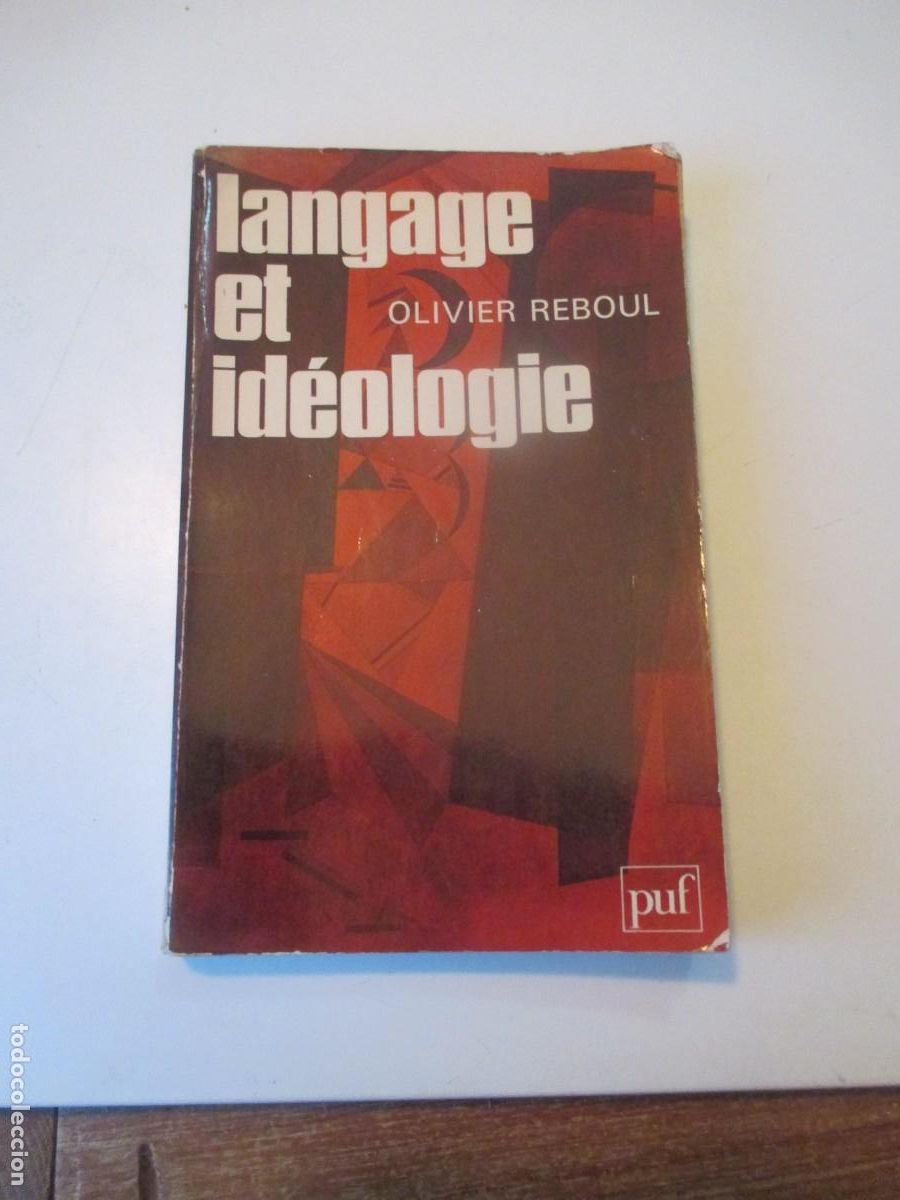 langage
et
OLIVIER REBOUL
idéologie
puf
todocoleccion